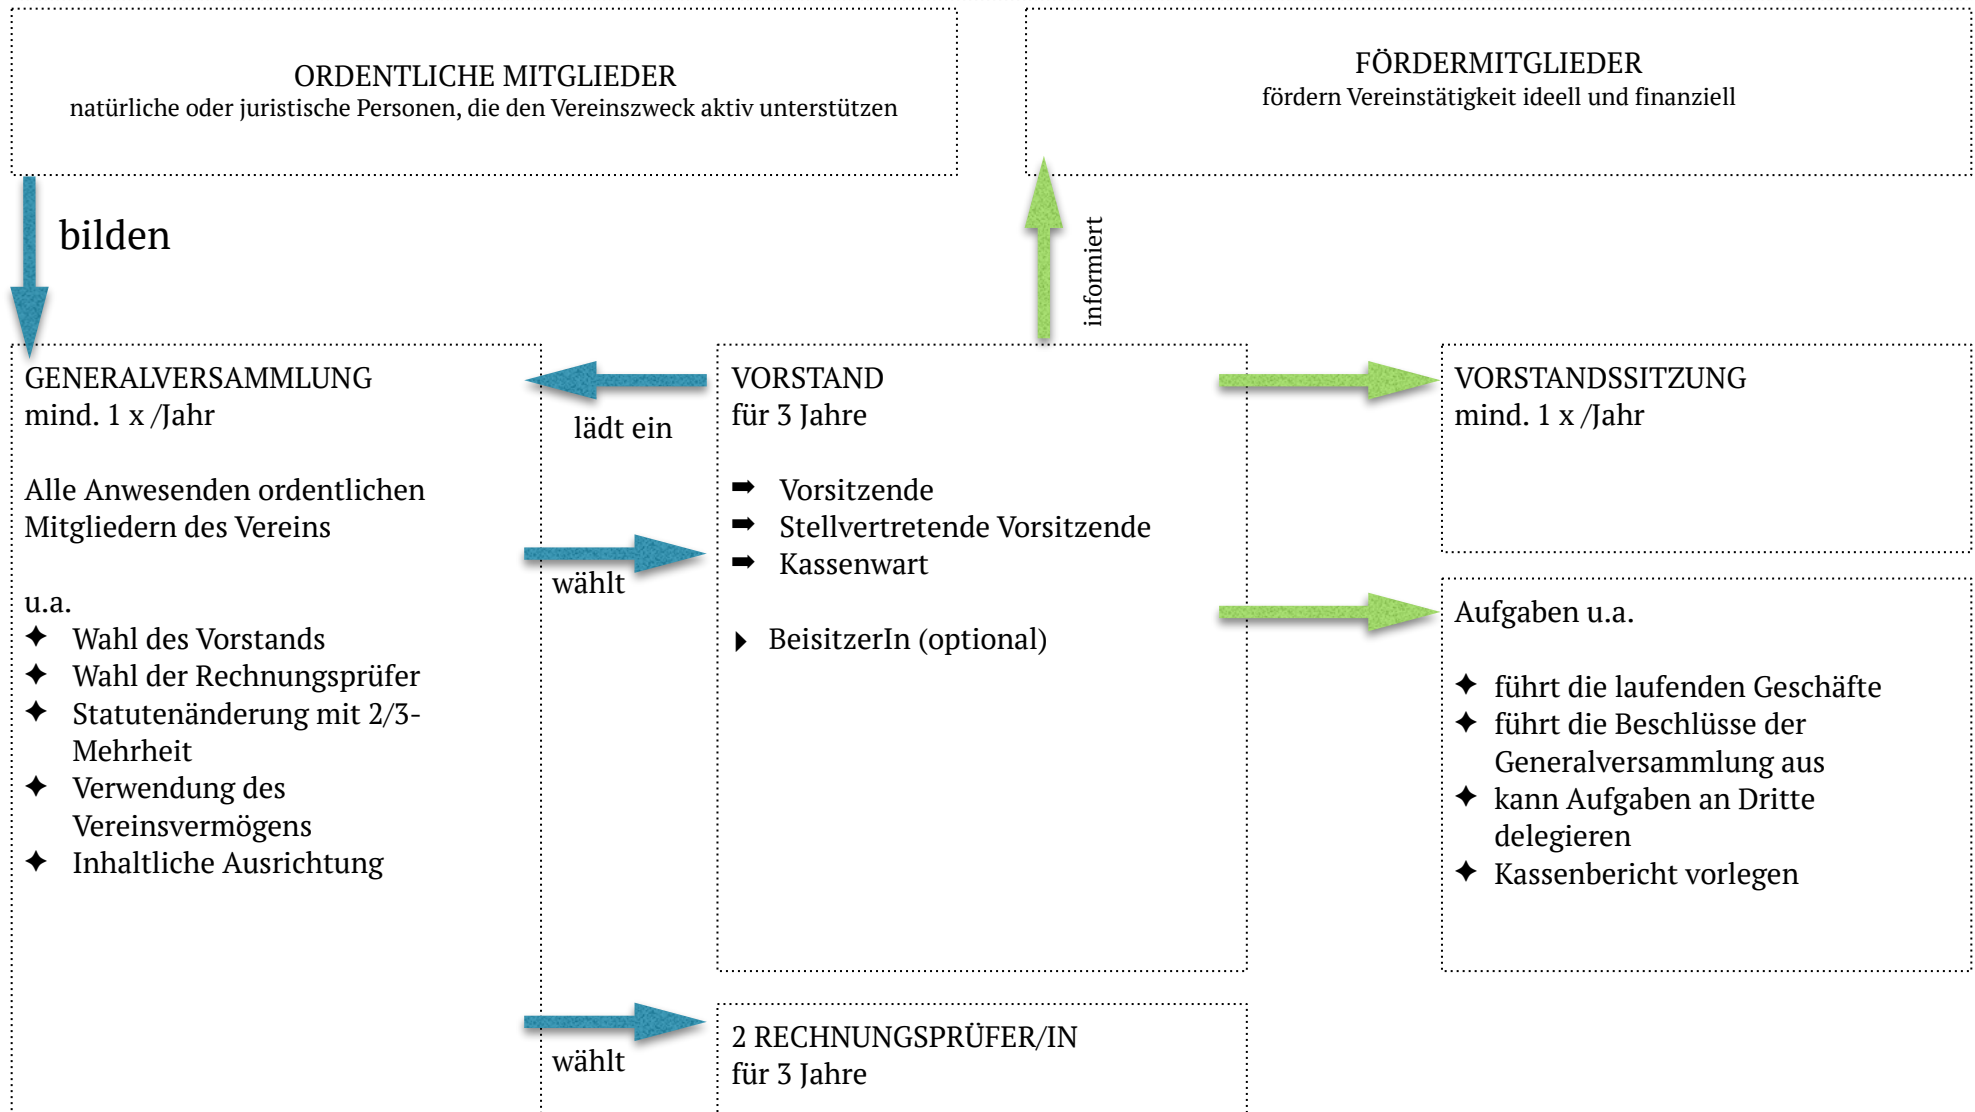 ORDENTLICHE MITGLIEDER
natürliche oder juristische Personen, die den Vereinszweck aktiv unterstützen
FÖRDERMITGLIEDER
fördern Vereinstätigkeit ideell und finanziell
bilden
informiert
GENERALVERSAMMLUNG
mind. 1 x /Jahr
Alle Anwesenden ordentlichen
Mitgliedern des Vereins
u.a.
✦ Wahl des Vorstands
✦ Wahl der Rechnungsprüfer
✦ Statutenänderung mit 2/3-
Mehrheit
✦ Verwendung des
Vereinsvermögens
✦ Inhaltliche Ausrichtung
lädt ein
wählt
wählt
VORSTAND
für 3 Jahre
➡ Vorsitzende
➡ Stellvertretende Vorsitzende
➡ Kassenwart
‣ BeisitzerIn (optional)
2 RECHNUNGSPRÜFER/IN
für 3 Jahre
VORSTANDSSITZUNG
mind. 1 x /Jahr
Aufgaben u.a.
✦ führt die laufenden Geschäfte
✦ führt die Beschlüsse der
Generalversammlung aus
✦ kann Aufgaben an Dritte
delegieren
✦ Kassenbericht vorlegen